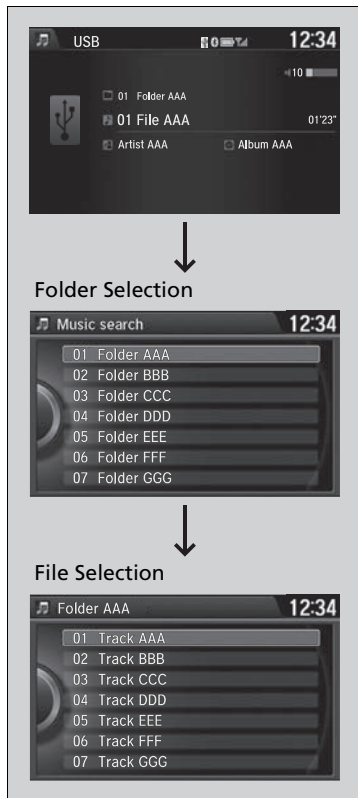 USB 12:34
10
01 Folder AAA
01 File AAA 01'23"
Artist AAA Album AAA
Folder Selection
Music search 12:34
01 Folder AAA
02 Folder BBB
03 Folder CCC
04 Folder DDD
05 Folder EEE
06 Folder FFF
07 Folder GGG
File Selection
Folder AAA 12:34
01 Track AAA
02 Track BBB
03 Track CCC
04 Track DDD
05 Track EEE
06 Track FFF
07 Track GGG